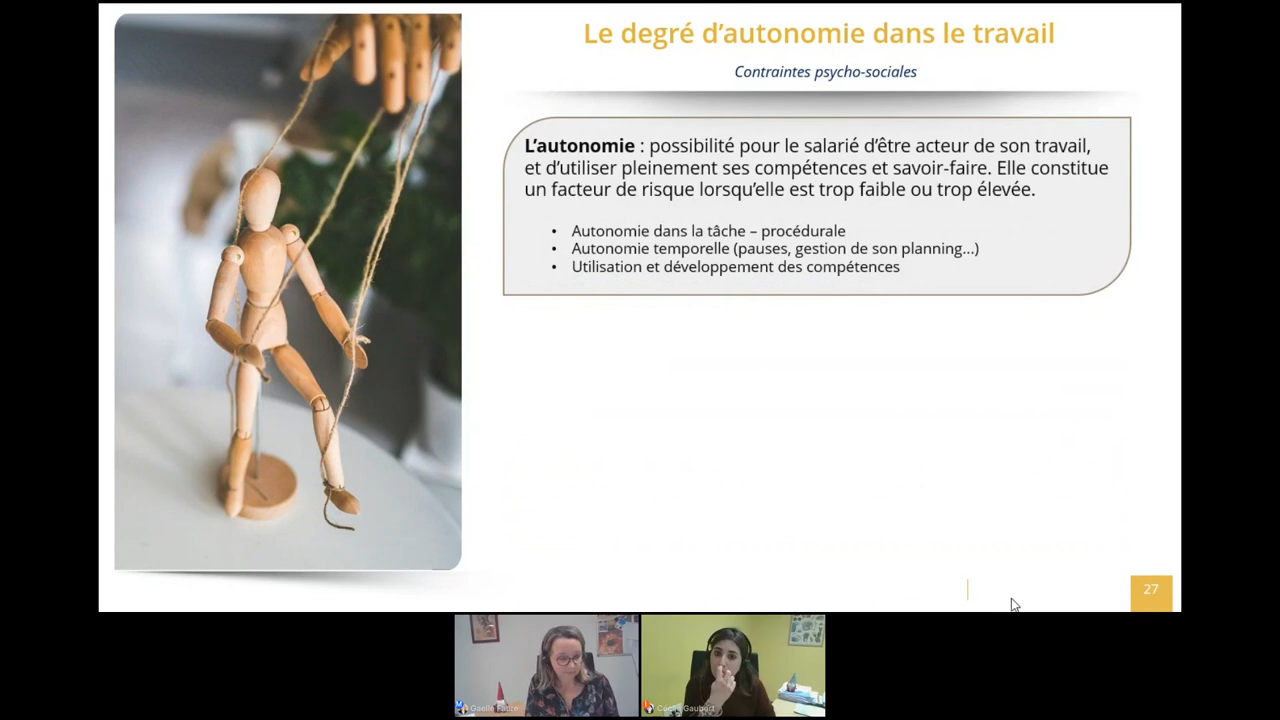 Le degré d’autonomie dans le travail
Contraintes psycho-sociales
L’autonomie : possibilité pour le salarié d’être acteur de son travail,
et d’utiliser pleinement ses compétences et savoir-faire. Elle constitue
un facteur de risque lorsqu’elle est trop faible ou trop élevée.
• Autonomie dans la tâche – procédurale
• Autonomie temporelle (pauses, gestion de son planning...)
• Utilisation et développement des compétences
27
Gaelle
Gaubert